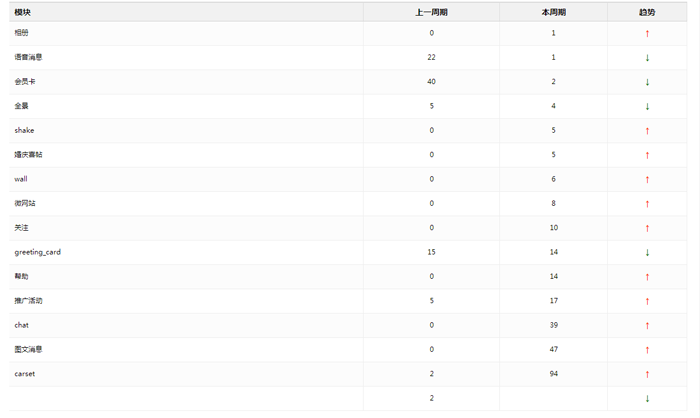 模块 上一周期 本周期 趋势
相册 0 1 ↑
语音消息 22 1 ↓
会员卡 40 2 ↓
全景 5 4 ↓
shake 0 5 ↑
婚庆喜帖 0 5 ↑
wall 0 6 ↑
微网站 0 8 ↑
关注 0 10 ↑
greeting_card 15 14 ↓
帮助 0 14 ↑
推广活动 5 17 ↑
chat 0 39 ↑
图文消息 0 47 ↑
carset 2 94 ↑
2 ↓